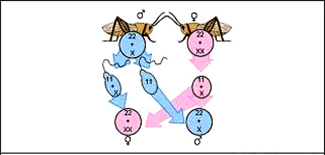 ♂ ♀
22
+
X
22
+
XX
11
+
X
11
11
+
X
22
+
XX
22
+
X
♀ ♂